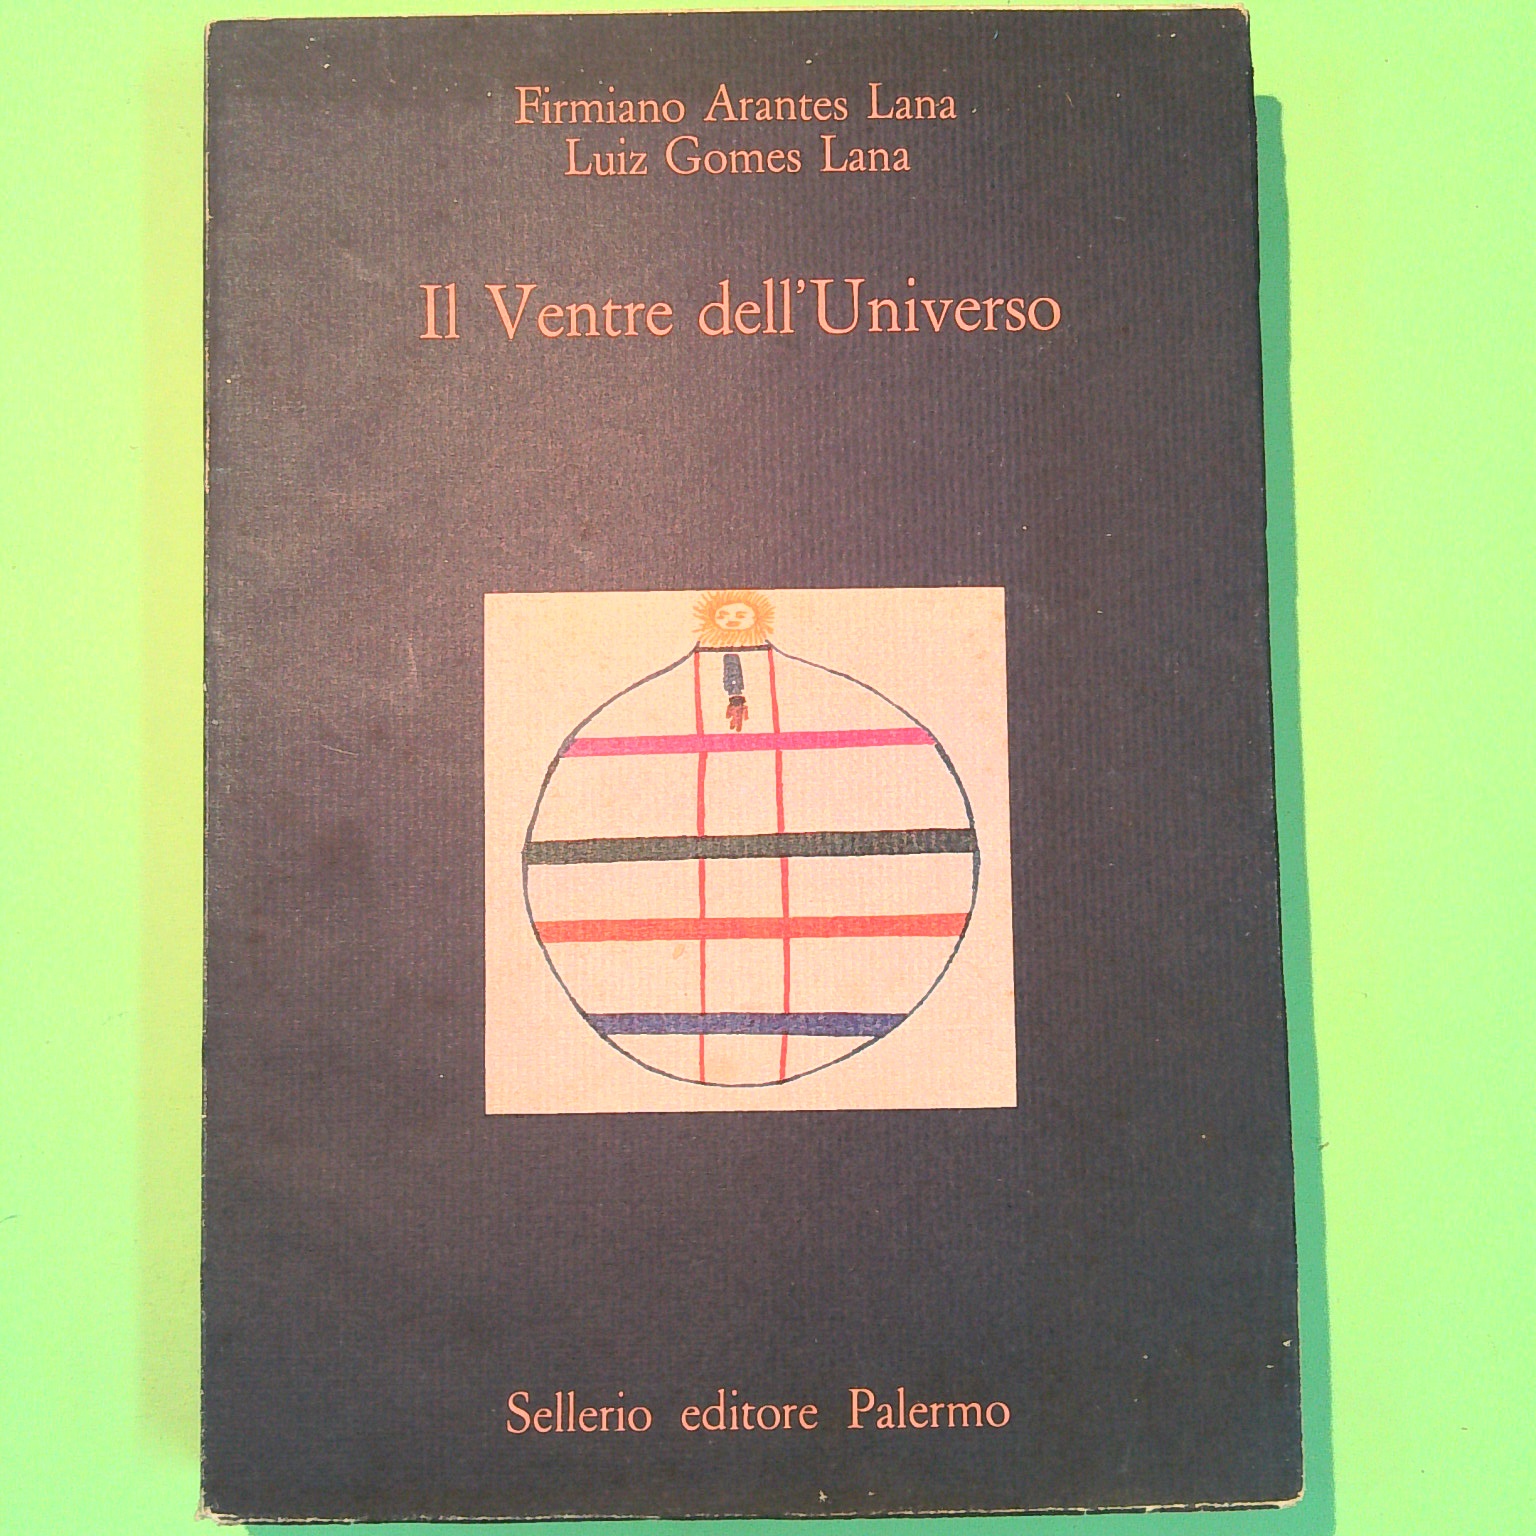 Firmiano Arantes Lana
Luiz Gomes Lana
Il Ventre dell'Universo
Sellerio editore Palermo